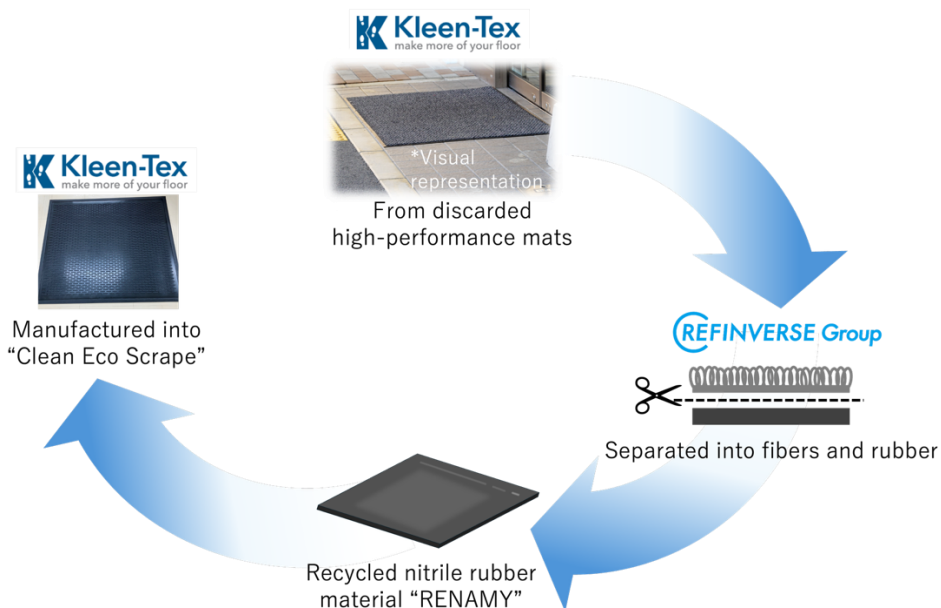 Kleen-Tex
make more of your floor
*Visual
representation
From discarded
high-performance mats
REFINVERSE Group
Separated into fibers and rubber
Recycled nitrile rubber
material “RENAMY”
Kleen-Tex
make more of your floor
Manufactured into
“Clean Eco Scrape”